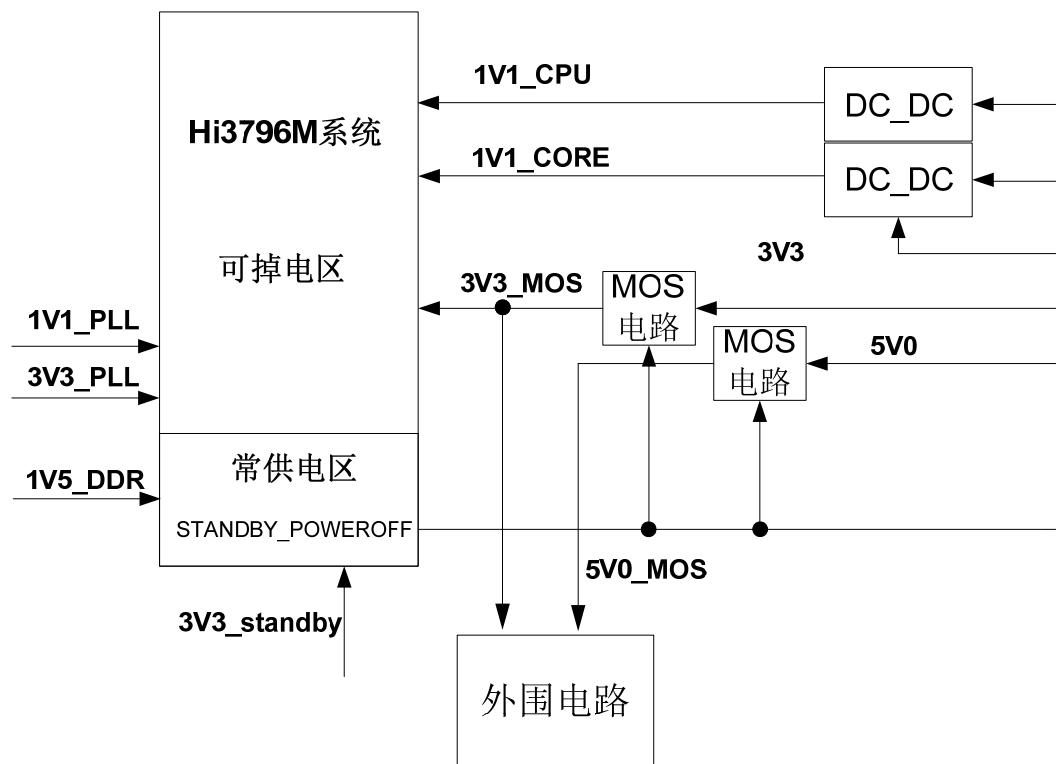 1V1_CPU
DC_DC
Hi3796M系统
1V1_CORE
DC_DC
3V3
可掉电区
3V3_MOS
MOS
电路
1V1_PLL
MOS
电路
5V0
3V3_PLL
常供电区
1V5_DDR
STANDBY_POWEROFF
5V0_MOS
3V3_standby
外围电路